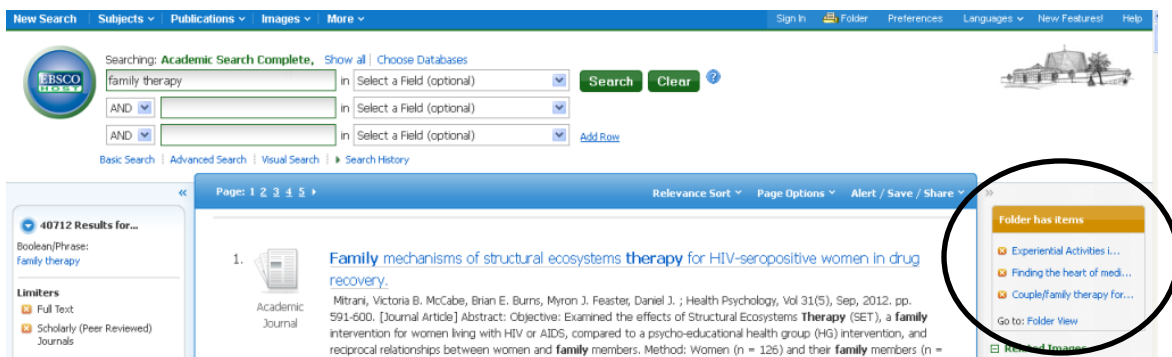 New Search Subjects Publications Images More Sign In Folder Preferences Languages New Features! Help
Searching: Academic Search Complete, Show all Choose Databases
EBSCO HOST
family therapy in Select a Field (optional) Search Clear ?
AND in Select a Field (optional)
AND in Select a Field (optional) Add Row
Basic Search Advanced Search Visual Search Search History
« Page: 1 2 3 4 5 Relevance Sort Page Options Alert / Save / Share »
40712 Results for...
Boolean/Phrase:
family therapy
Limiters
Full Text
Scholarly (Peer Reviewed)
Journals
1.
Academic
Journal
Family mechanisms of structural ecosystems therapy for HIV-seropositive women in drug
recovery.
Mitrani, Victoria B. McCabe, Brian E. Burns, Myron J. Feaster, Daniel J. ; Health Psychology, Vol 31(5), Sep, 2012. pp.
591-600. [Journal Article] Abstract: Objective: Examined the effects of Structural Ecosystems Therapy (SET), a family
intervention for women living with HIV or AIDS, compared to a psycho-educational health group (HG) intervention, and
reciprocal relationships between women and family members. Method: Women (n = 126) and their family members (n =
Folder has items
Experiential Activities i...
Finding the heart of medi...
Couple/family therapy for...
Go to: Folder View
Related Images